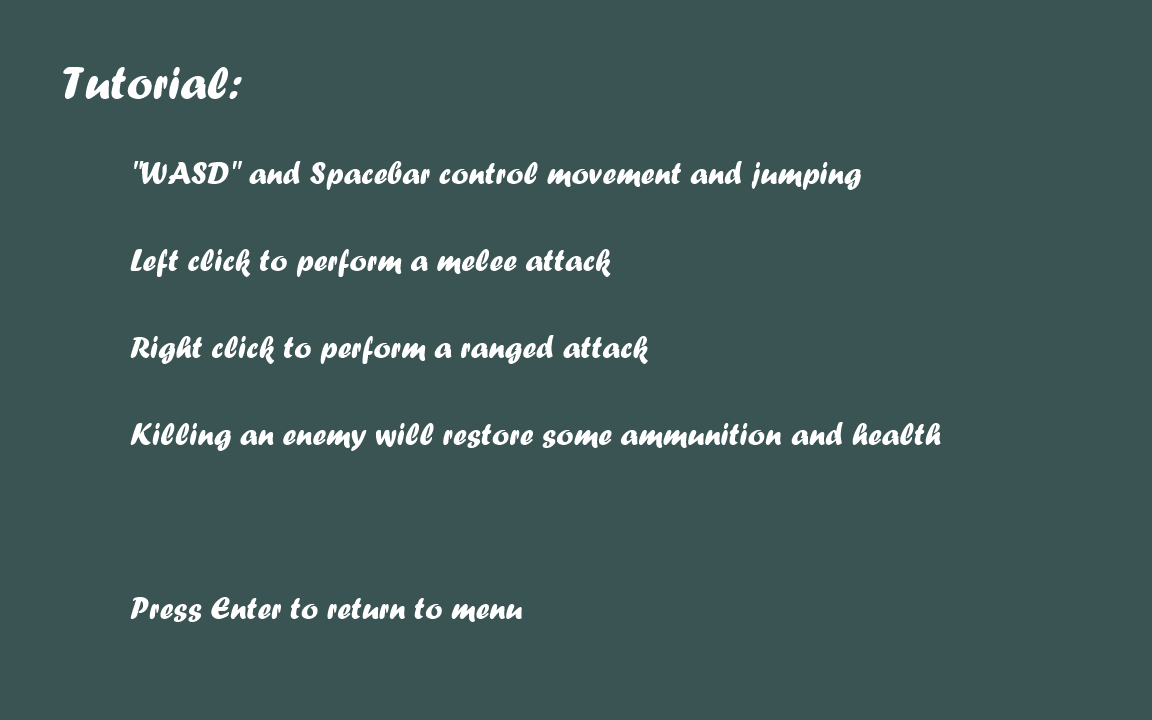 Tutorial:
"WASD" and Spacebar control movement and jumping
Left click to perform a melee attack
Right click to perform a ranged attack
Killing an enemy will restore some ammunition and health
Press Enter to return to menu